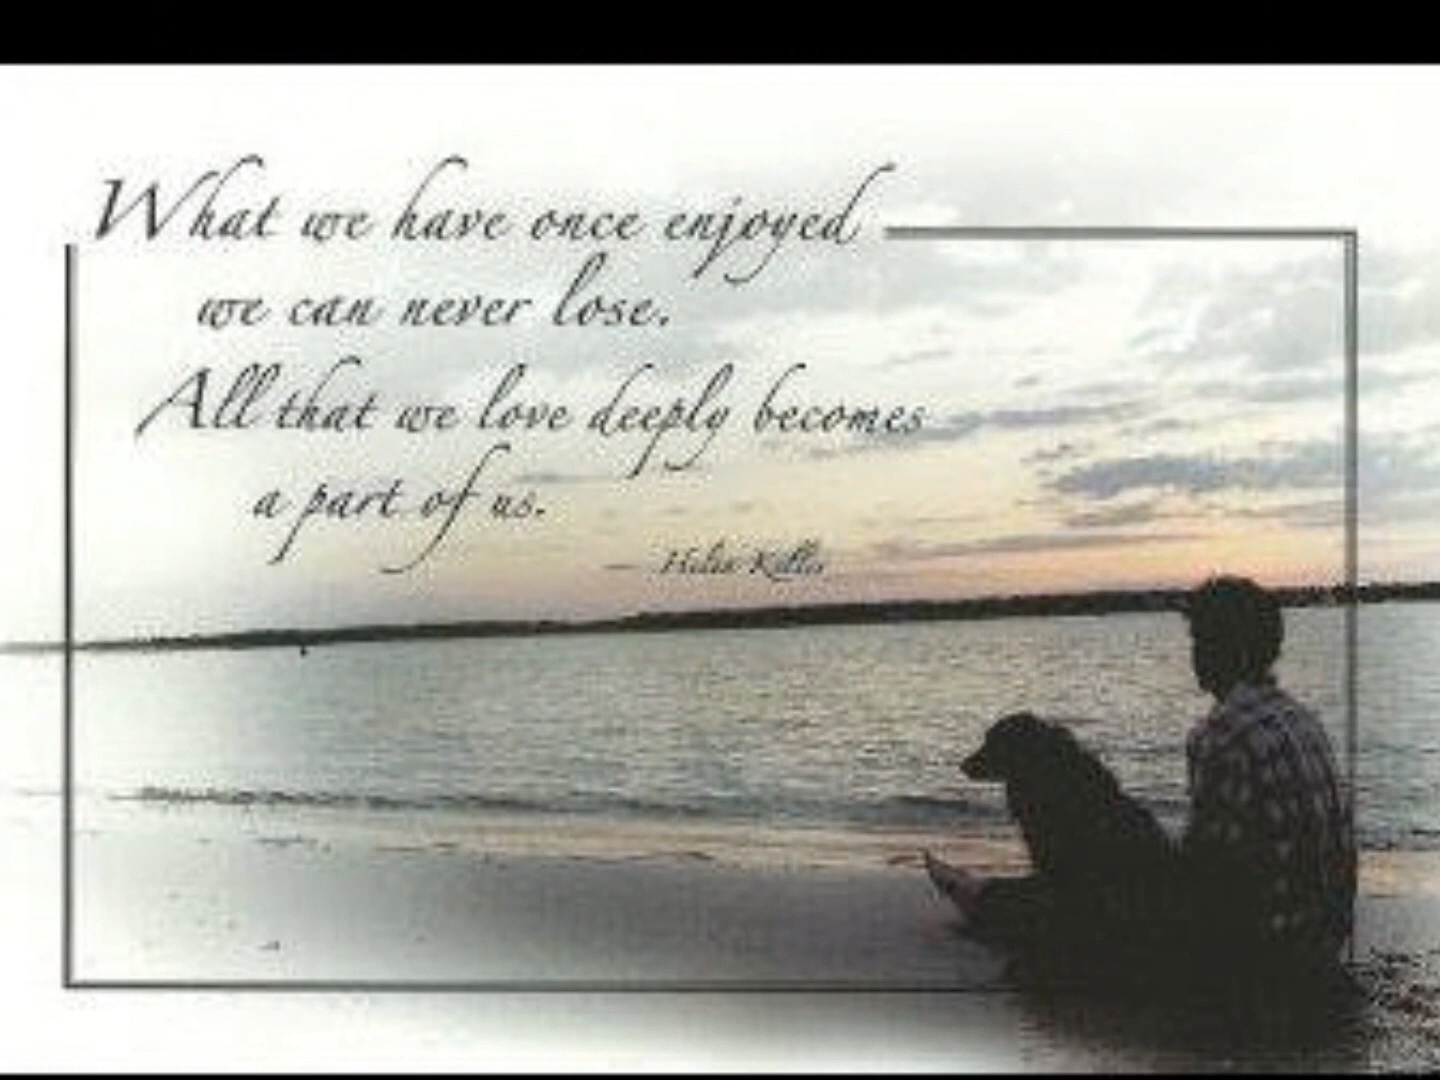 What we have once enjoyed
we can never lose.
All that we love deeply becomes
a part of us.
Helen Keller